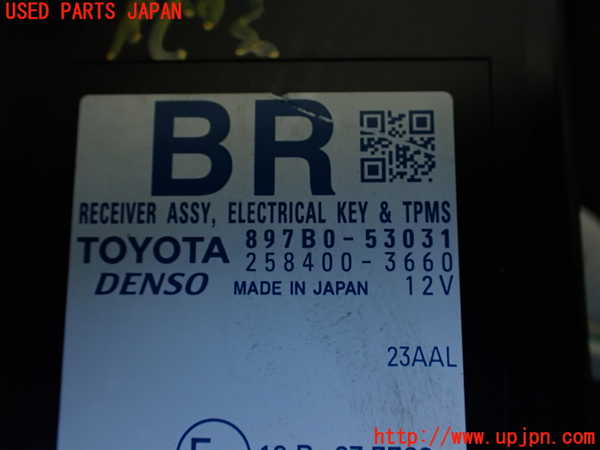 USED PARTS JAPAN
BR
RECEIVER ASSY, ELECTRICAL KEY & TPMS
TOYOTA 897B0-53031
258400-3660
DENSO MADE IN JAPAN 12V
23AAL
E
www.upjpn.com